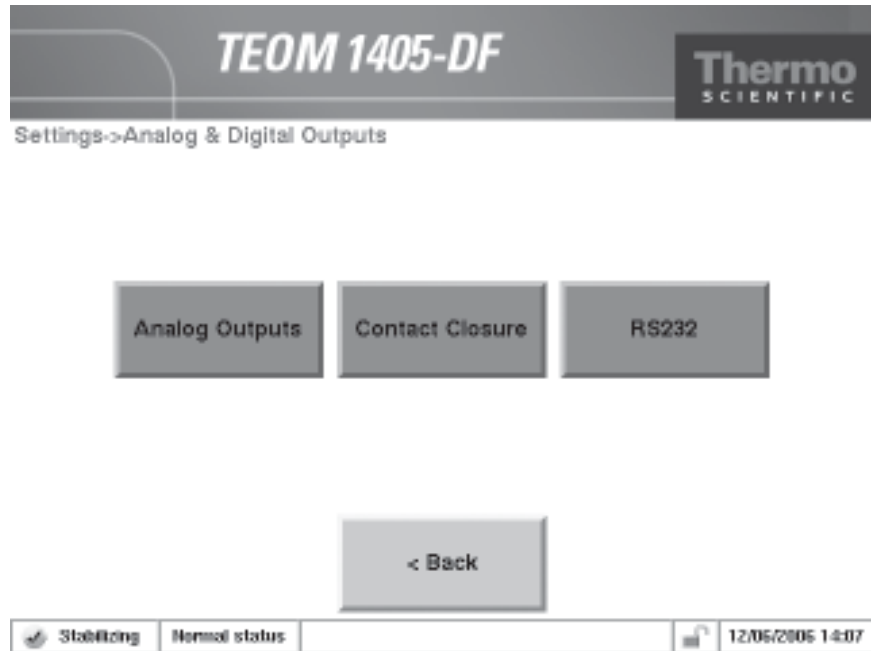 TEOM 1405-DF
Thermo
SCIENTIFIC
Settings->Analog & Digital Outputs
Analog Outputs
Contact Closure
RS232
< Back
Stabilizing
Normal status
12/06/2006 14:07